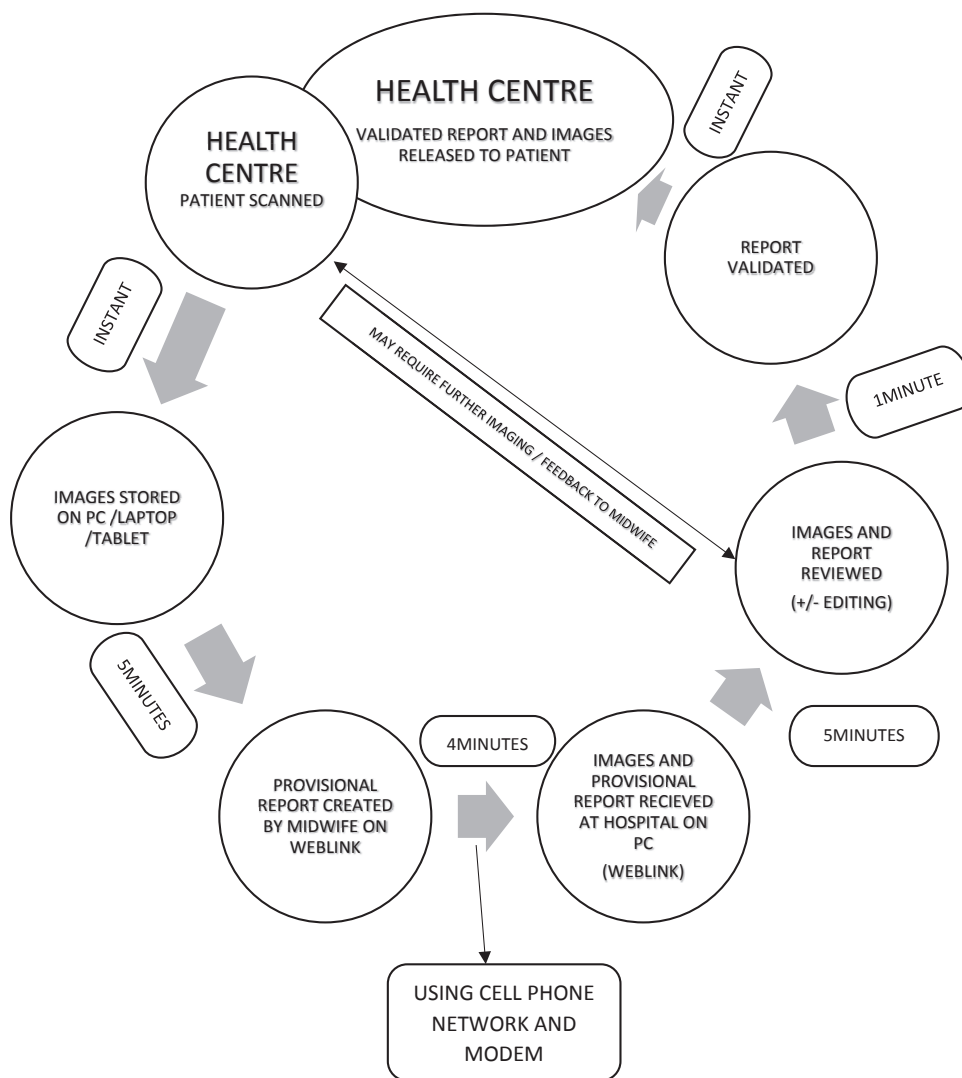 HEALTH
CENTRE
PATIENT SCANNED
HEALTH CENTRE
VALIDATED REPORT AND IMAGES
RELEASED TO PATIENT
INSTANT
REPORT
VALIDATED
INSTANT
MAY REQUIRE FURTHER IMAGING / FEEDBACK TO MIDWIFE
1MINUTE
IMAGES STORED
ON PC /LAPTOP
/TABLET
IMAGES AND
REPORT
REVIEWED
(+/- EDITING)
5MINUTES
5MINUTES
4MINUTES
PROVISIONAL
REPORT CREATED
BY MIDWIFE ON
WEBLINK
IMAGES AND
PROVISIONAL
REPORT RECIEVED
AT HOSPITAL ON
PC
(WEBLINK)
USING CELL PHONE
NETWORK AND
MODEM